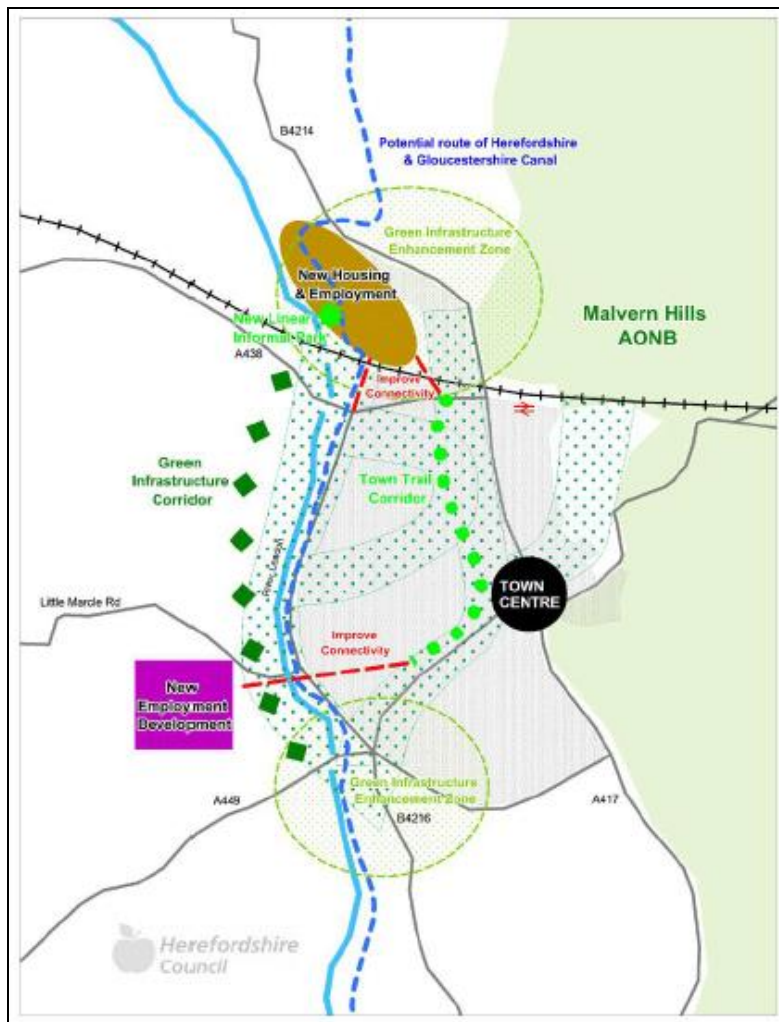 B4214
Potential route of Herefordshire
& Gloucestershire Canal
Green Infrastructure
Enhancement Zone
New Housing
& Employment
New Linear
Informal Park
Malvern Hills
AONB
A438
Improve
Connectivity
Green
Infrastructure
Corridor
Town Trail
Corridor
River Leadon
TOWN
CENTRE
Little Marcle Rd
Improve
Connectivity
New
Employment
Development
Green Infrastructure
Enhancement Zone
A449
B4216
A417
Herefordshire
Council